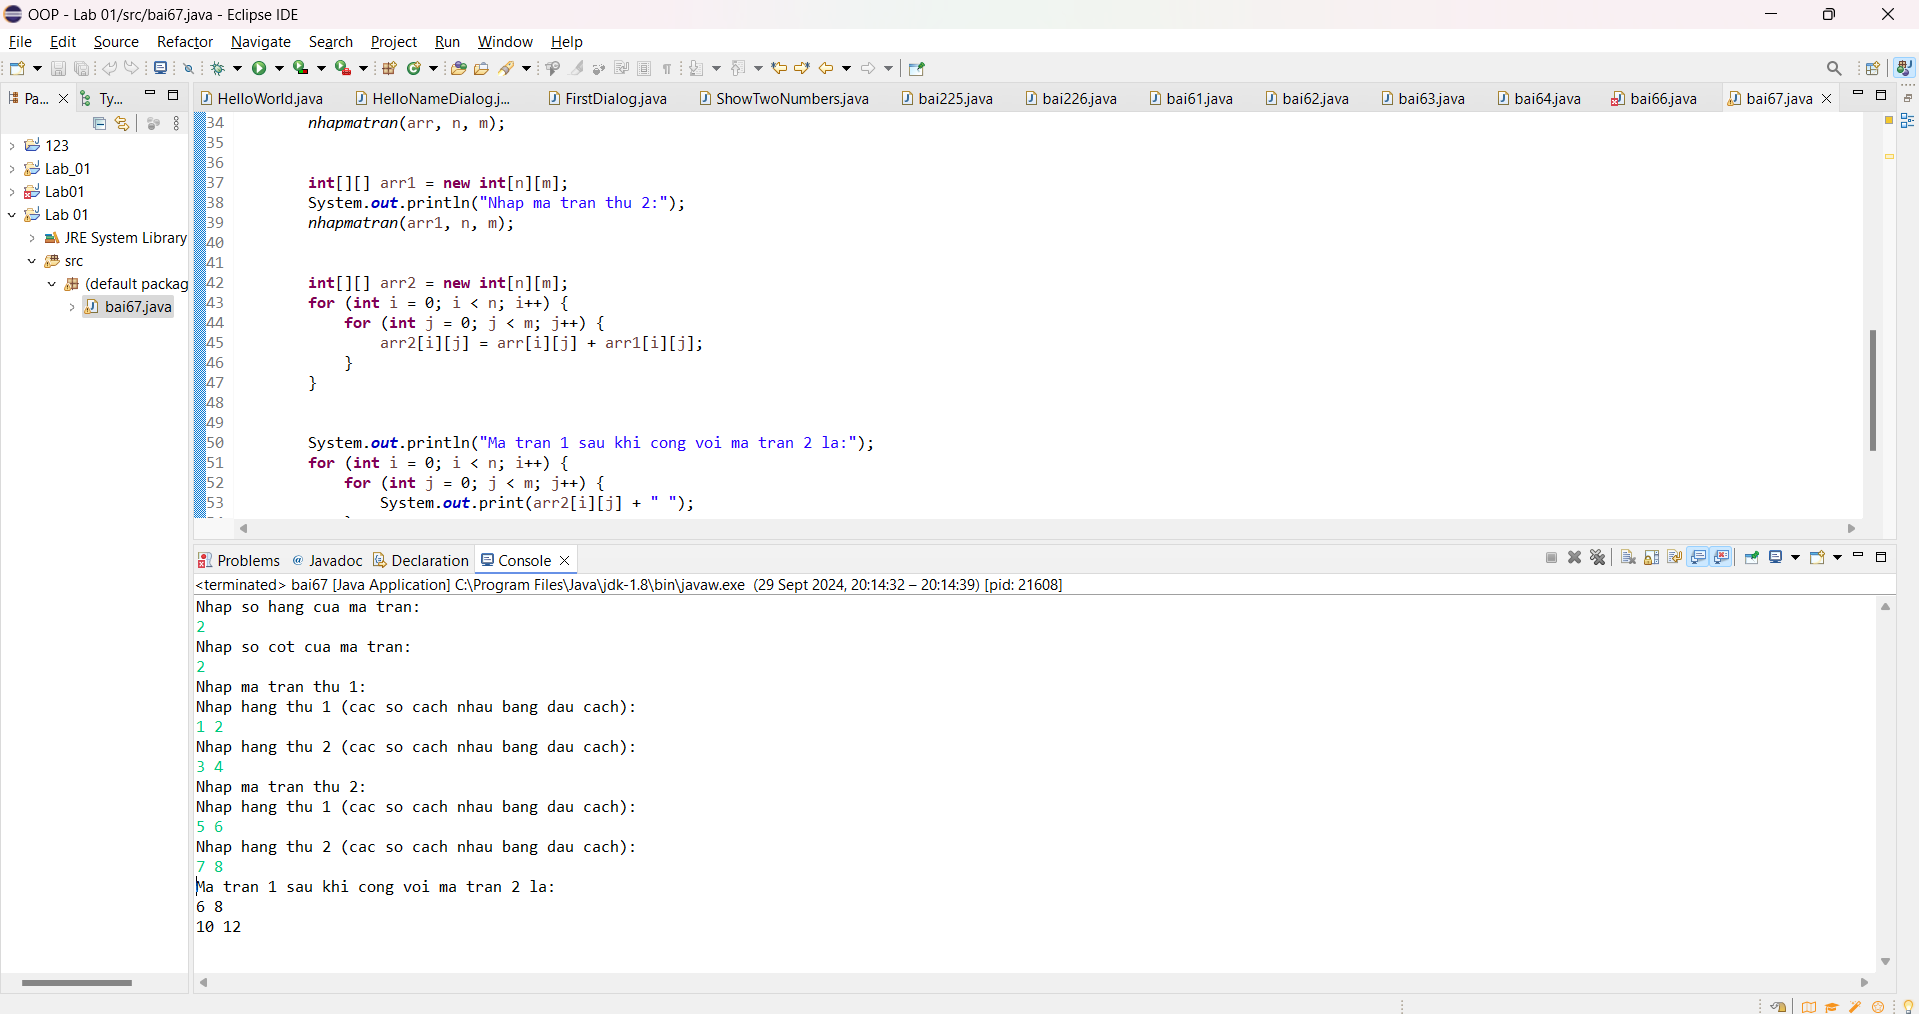 OOP - Lab 01/src/bai67.java - Eclipse IDE
File Edit Source Refactor Navigate Search Project Run Window Help
Pa... Ty...
HelloWorld.java HelloNameDialog.j... FirstDialog.java ShowTwoNumbers.java bai225.java bai226.java bai61.java bai62.java bai63.java bai64.java bai66.java bai67.java
123
Lab_01
Lab01
Lab 01
JRE System Library
src
(default packag
bai67.java
34 nhapmatran(arr, n, m);
35
36
37 int[][] arr1 = new int[n][m];
38 System.out.println("Nhap ma tran thu 2:");
39 nhapmatran(arr1, n, m);
40
41
42 int[][] arr2 = new int[n][m];
43 for (int i = 0; i < n; i++) {
44 for (int j = 0; j < m; j++) {
45 arr2[i][j] = arr[i][j] + arr1[i][j];
46 }
47 }
48
49
50 System.out.println("Ma tran 1 sau khi cong voi ma tran 2 la:");
51 for (int i = 0; i < n; i++) {
52 for (int j = 0; j < m; j++) {
53 System.out.print(arr2[i][j] + " ");
Problems Javadoc Declaration Console
<terminated> bai67 [Java Application] C:\Program Files\Java\jdk-1.8\bin\javaw.exe (29 Sept 2024, 20:14:32 – 20:14:39) [pid: 21608]
Nhap so hang cua ma tran:
2
Nhap so cot cua ma tran:
2
Nhap ma tran thu 1:
Nhap hang thu 1 (cac so cach nhau bang dau cach):
1 2
Nhap hang thu 2 (cac so cach nhau bang dau cach):
3 4
Nhap ma tran thu 2:
Nhap hang thu 1 (cac so cach nhau bang dau cach):
5 6
Nhap hang thu 2 (cac so cach nhau bang dau cach):
7 8
Ma tran 1 sau khi cong voi ma tran 2 la:
6 8
10 12